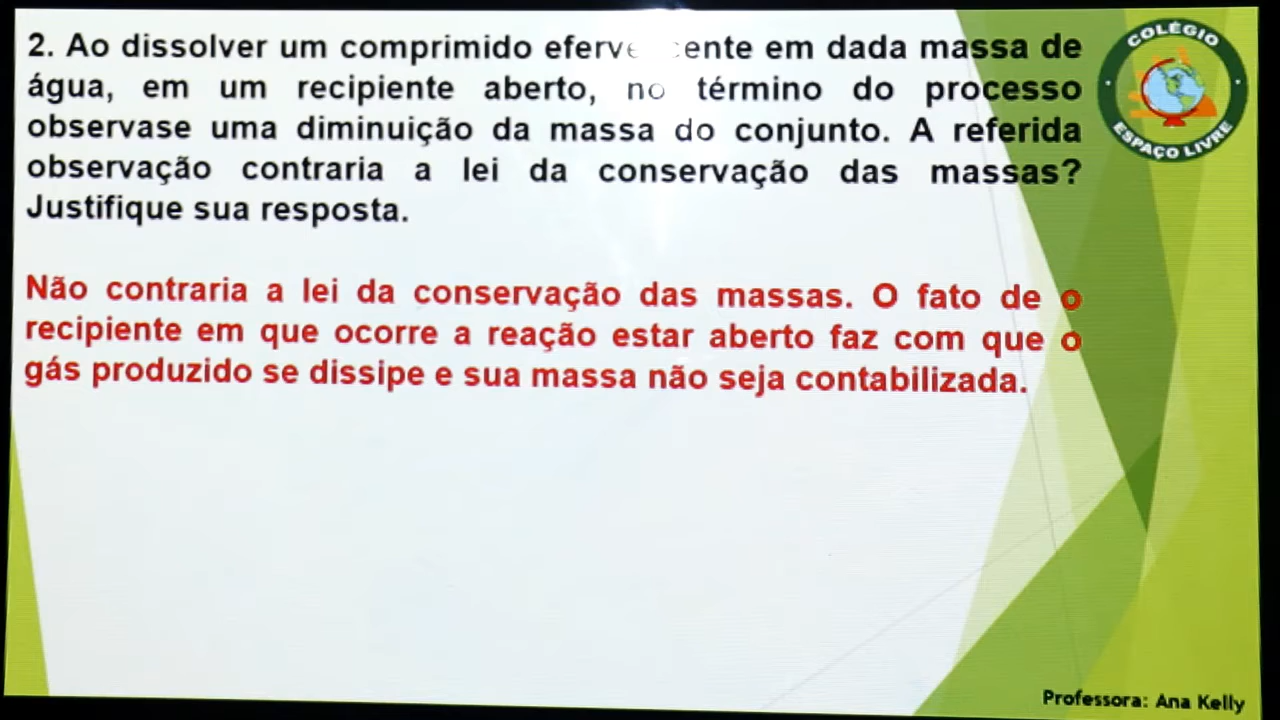 2. Ao dissolver um comprimido em dada massa de
água, em um recipiente aberto, no término do processo
observase uma diminuição da massa do conjunto. A referida
observação contraria a lei da conservação das massas?
Justifique sua resposta.
Não contraria a lei da conservação das massas. O fato de o
recipiente em que ocorre a reação estar aberto faz com que o
gás produzido se dissipe e sua massa não seja contabilizada.
COLÉGIO
ESPAÇO LIVRE
Professora: Ana Kelly